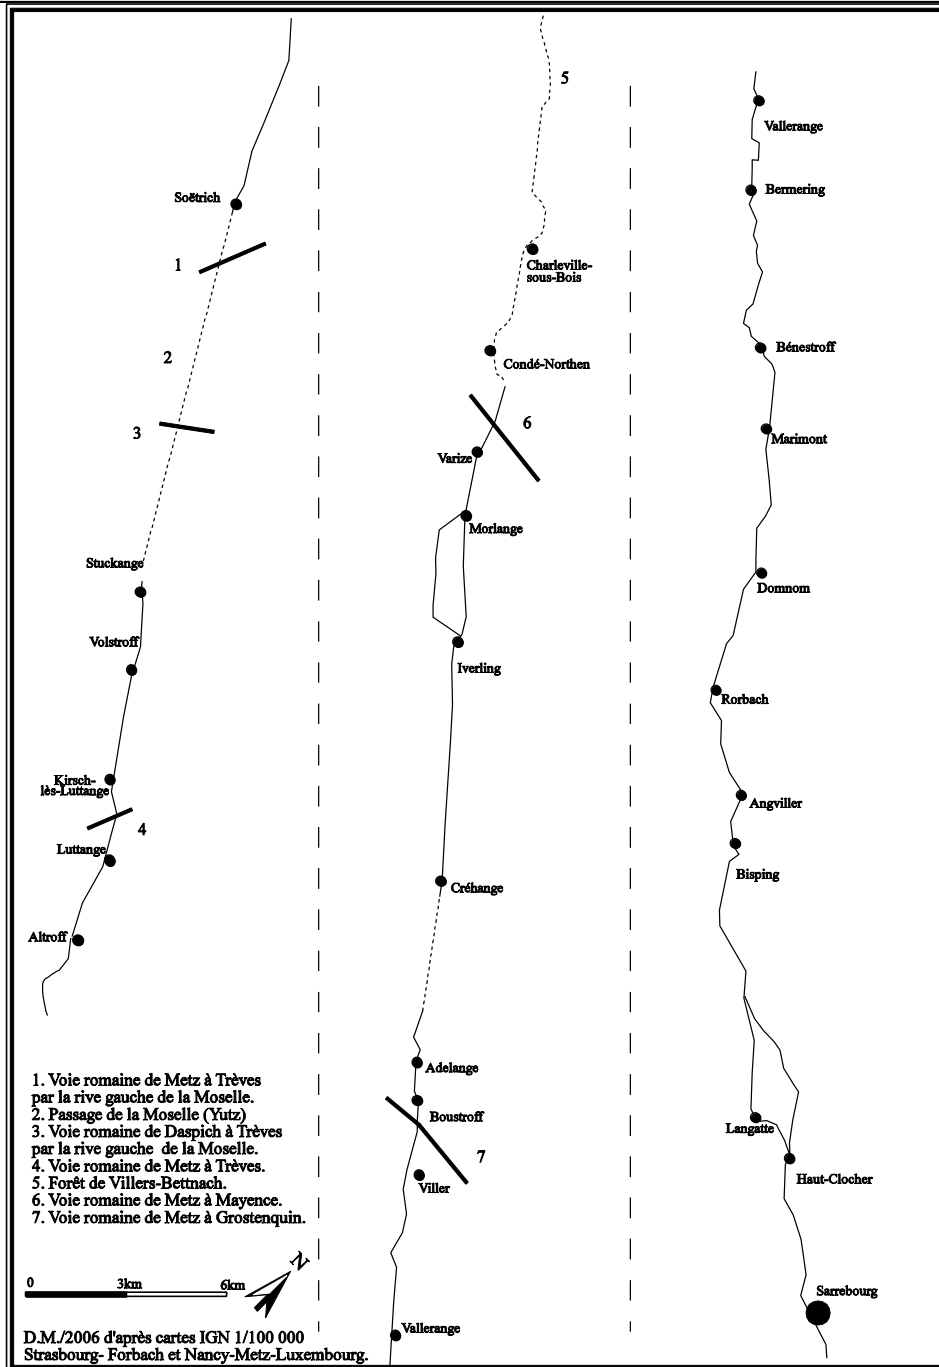 Soëtrich
1
2
3
Stuckange
Volstroff
Kirsch-
lès-Luttange
4
Luttange
Altroff
1. Voie romaine de Metz à Trèves
par la rive gauche de la Moselle.
2. Passage de la Moselle (Yutz)
3. Voie romaine de Daspich à Trèves
par la rive gauche de la Moselle.
4. Voie romaine de Metz à Trèves.
5. Forêt de Villers-Bettnach.
6. Voie romaine de Metz à Mayence.
7. Voie romaine de Metz à Grostenquin.
N
0 3km 6km
D.M./2006 d'après cartes IGN 1/100 000
Strasbourg- Forbach et Nancy-Metz-Luxembourg.
5
Charleville-
sous-Bois
Condé-Northen
6
Varize
Morlange
Iverling
Créhange
Adelange
Boustroff
7
Viller
Vallerange
Vallerange
Bermering
Bénestroff
Marimont
Domnom
Rorbach
Angviller
Bisping
Langatte
Haut-Clocher
Sarrebourg